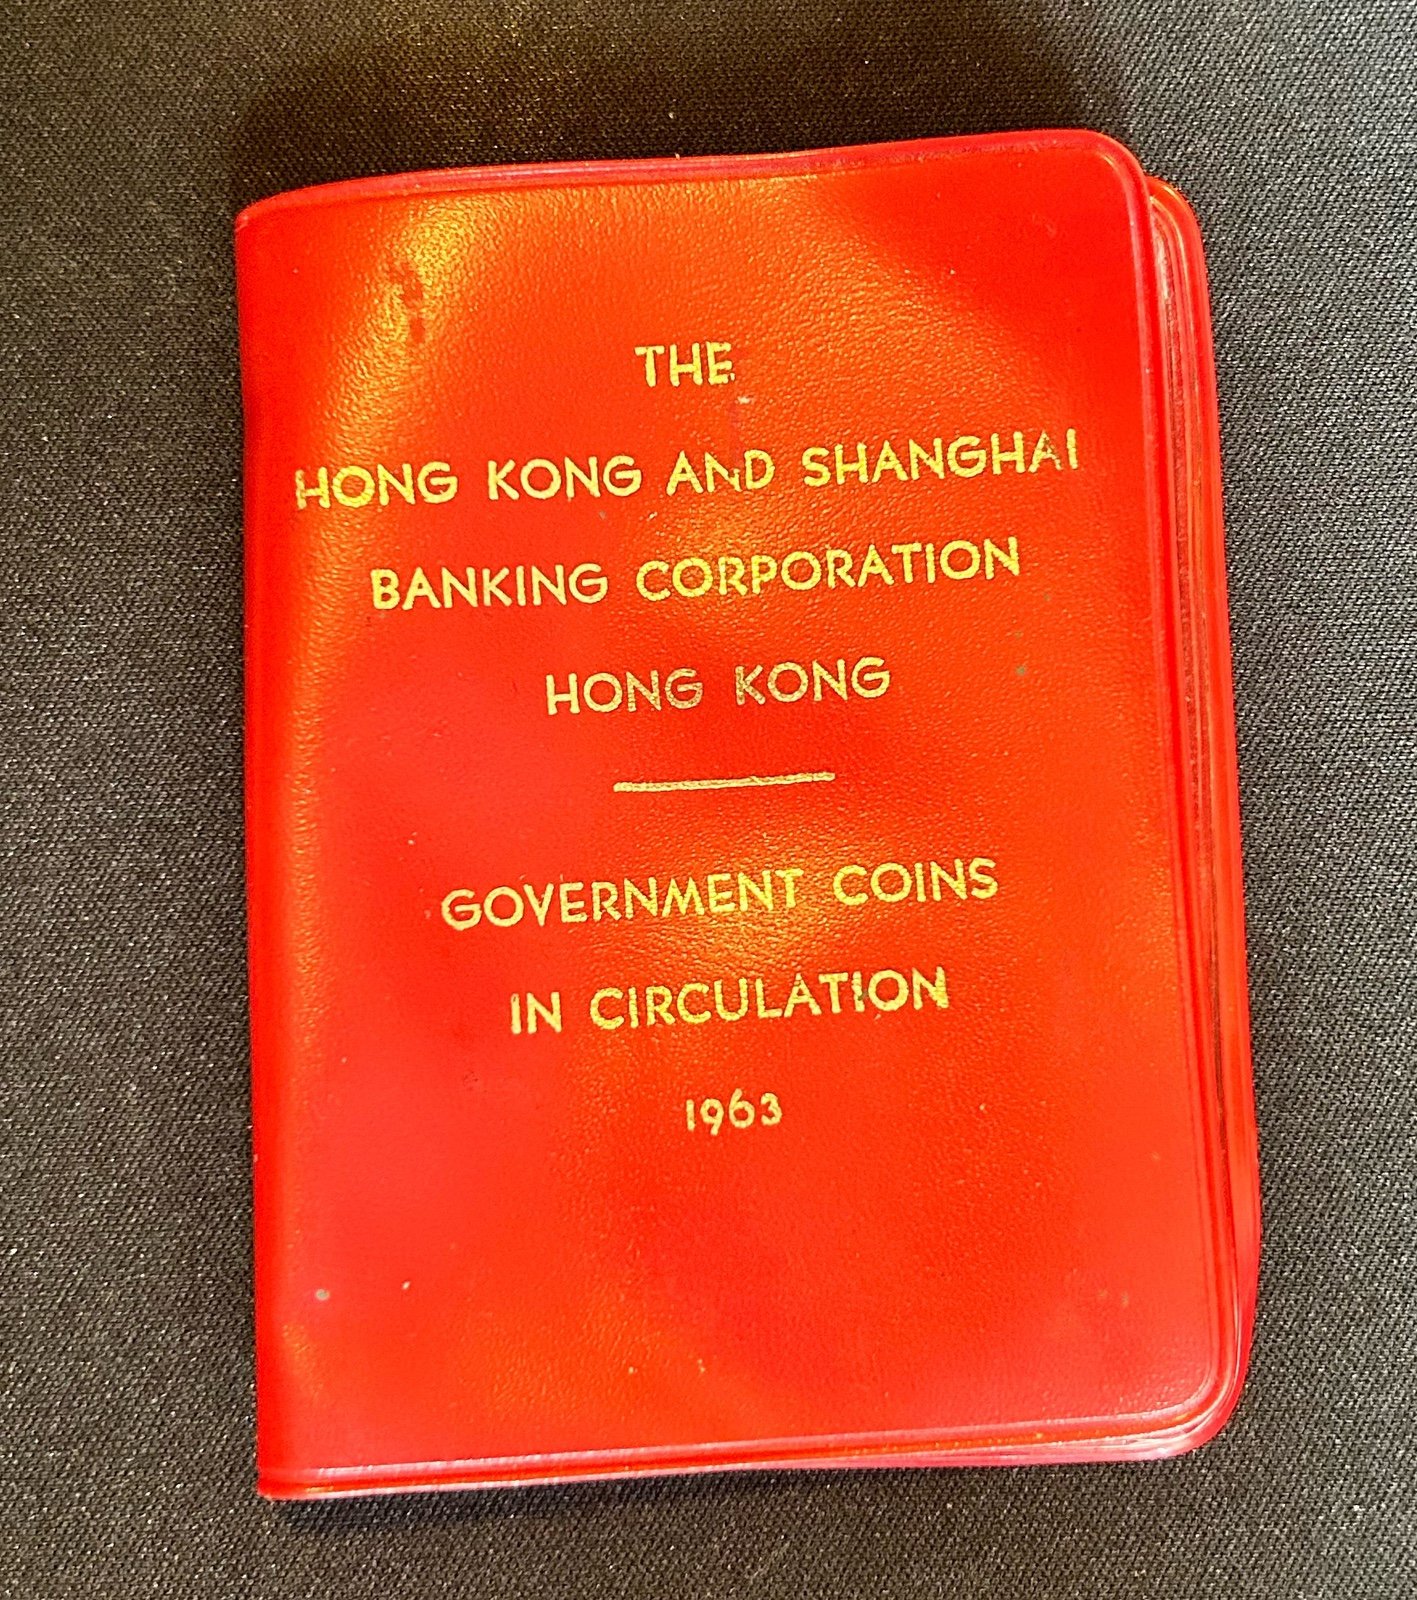 THE
HONG KONG AND SHANGHAI
BANKING CORPORATION
HONG KONG
GOVERNMENT COINS
IN CIRCULATION
1963